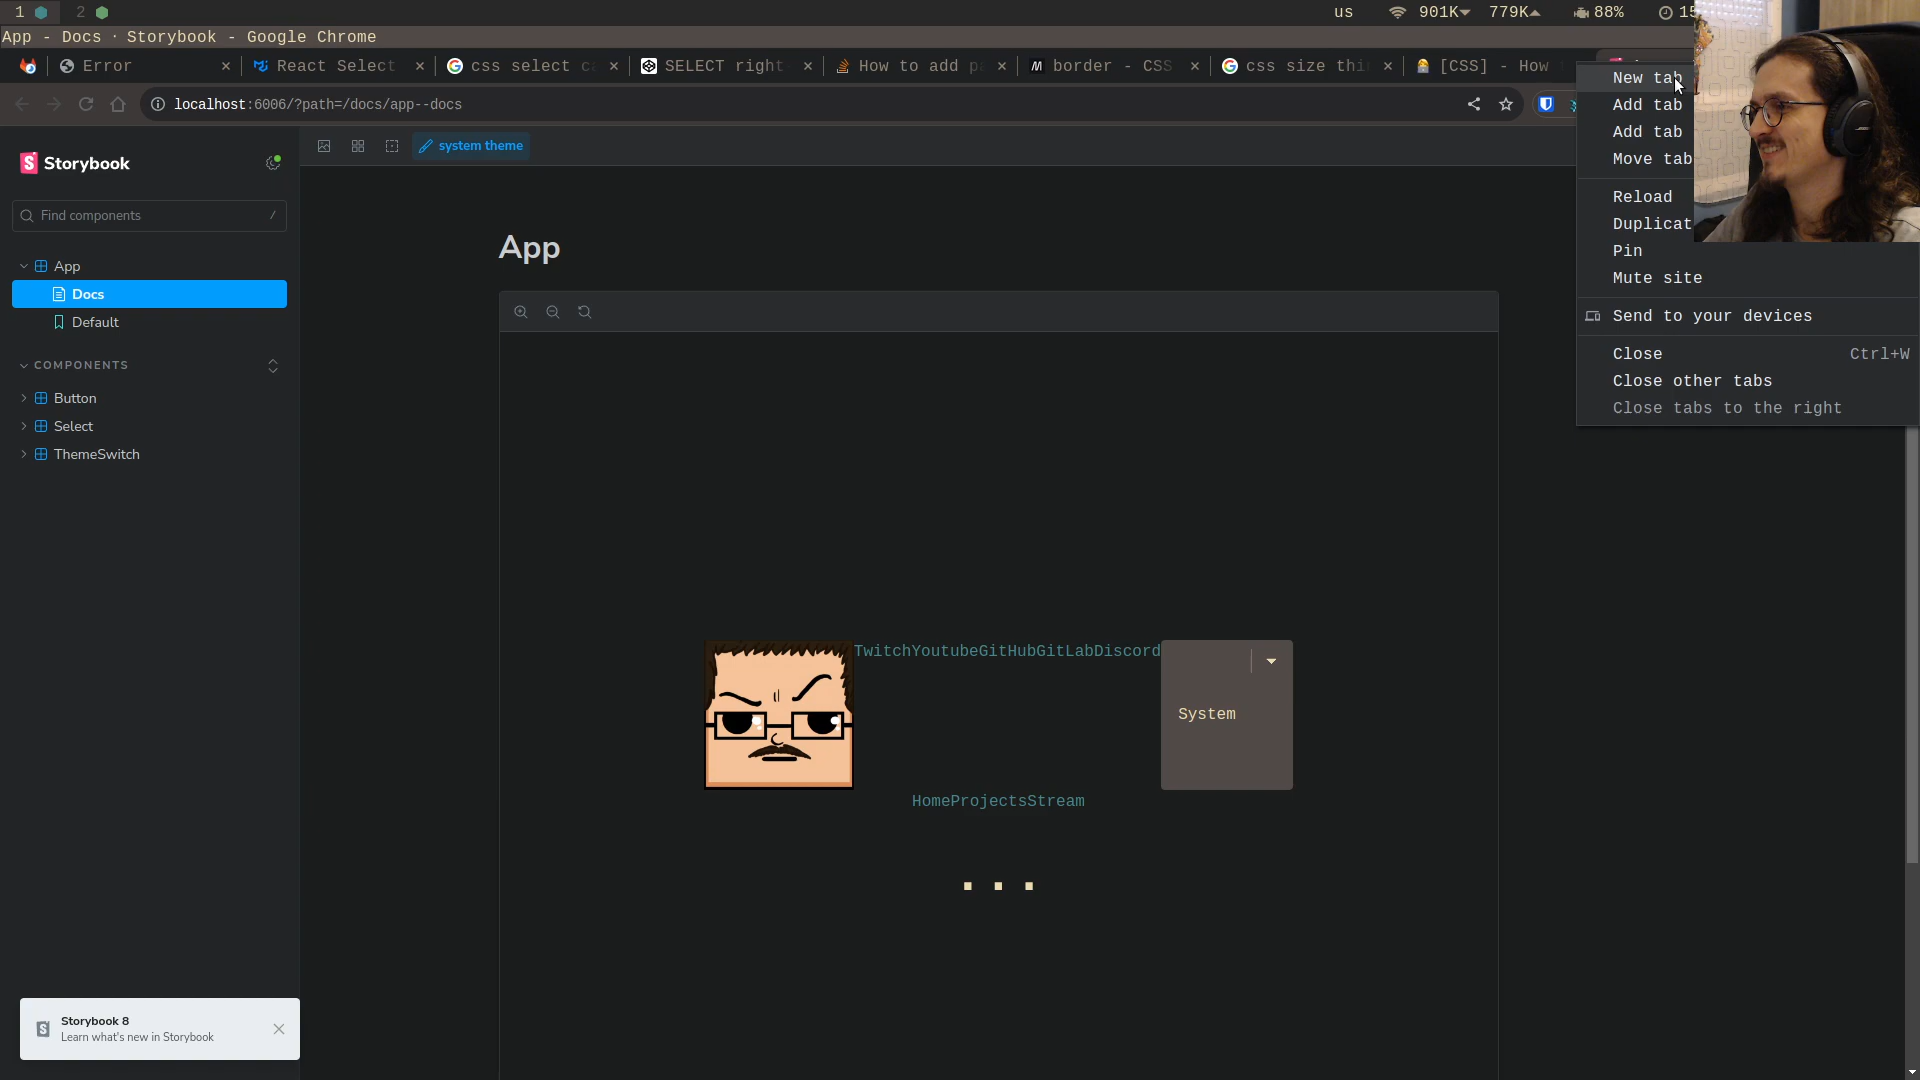 1 2 us 901K 779K 88% 15
App - Docs · Storybook - Google Chrome
Error React Select css select c SELECT right How to add p border - CSS css size thi [CSS] - How
localhost:6006/?path=/docs/app--docs
New tab
Add tab
Add tab
Move tab
Reload
Duplicat
Pin
Mute site
Send to your devices
Close Ctrl+W
Close other tabs
Close tabs to the right
Storybook
system theme
Find components /
App
Docs
Default
COMPONENTS
Button
Select
ThemeSwitch
App
TwitchYoutubeGitHubGitLabDiscord
System
HomeProjectsStream
...
Storybook 8
Learn what's new in Storybook